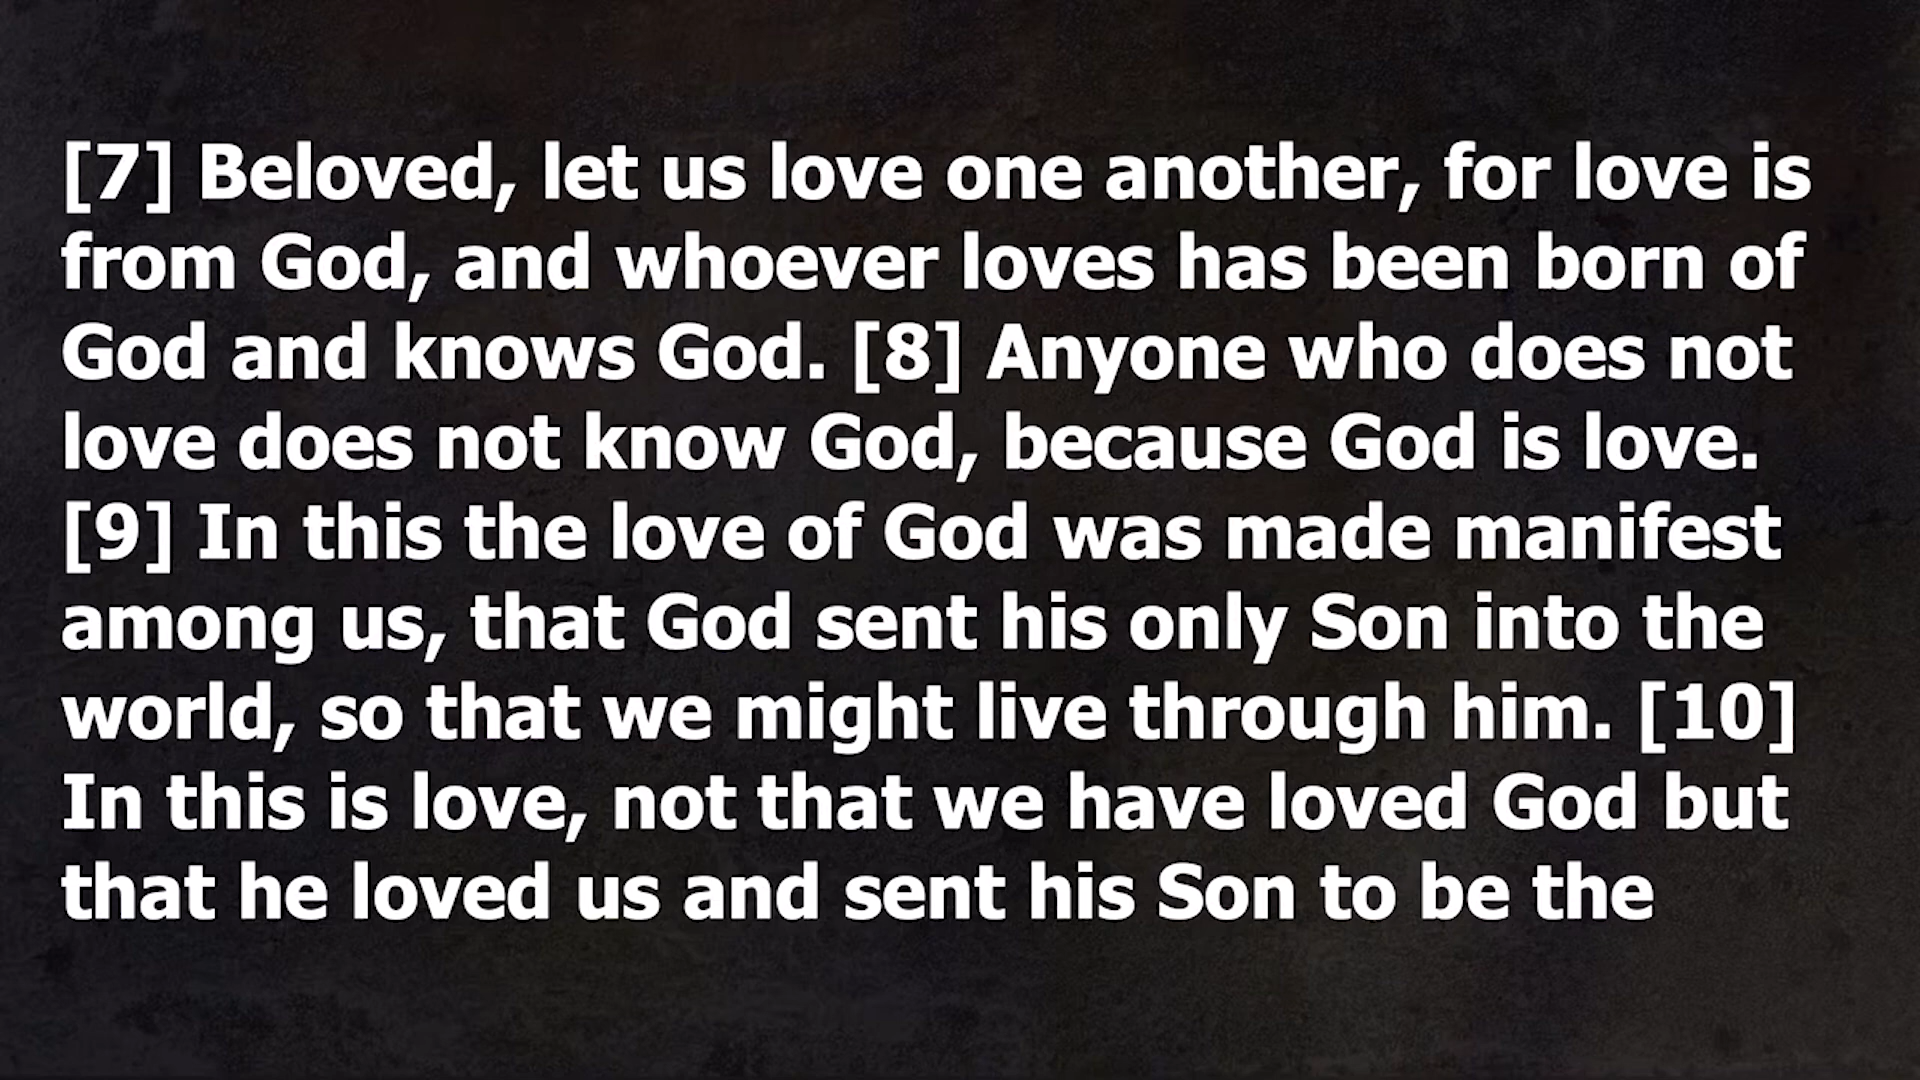 [7] Beloved, let us love one another, for love is
from God, and whoever loves has been born of
God and knows God. [8] Anyone who does not
love does not know God, because God is love.
[9] In this the love of God was made manifest
among us, that God sent his only Son into the
world, so that we might live through him. [10]
In this is love, not that we have loved God but
that he loved us and sent his Son to be the